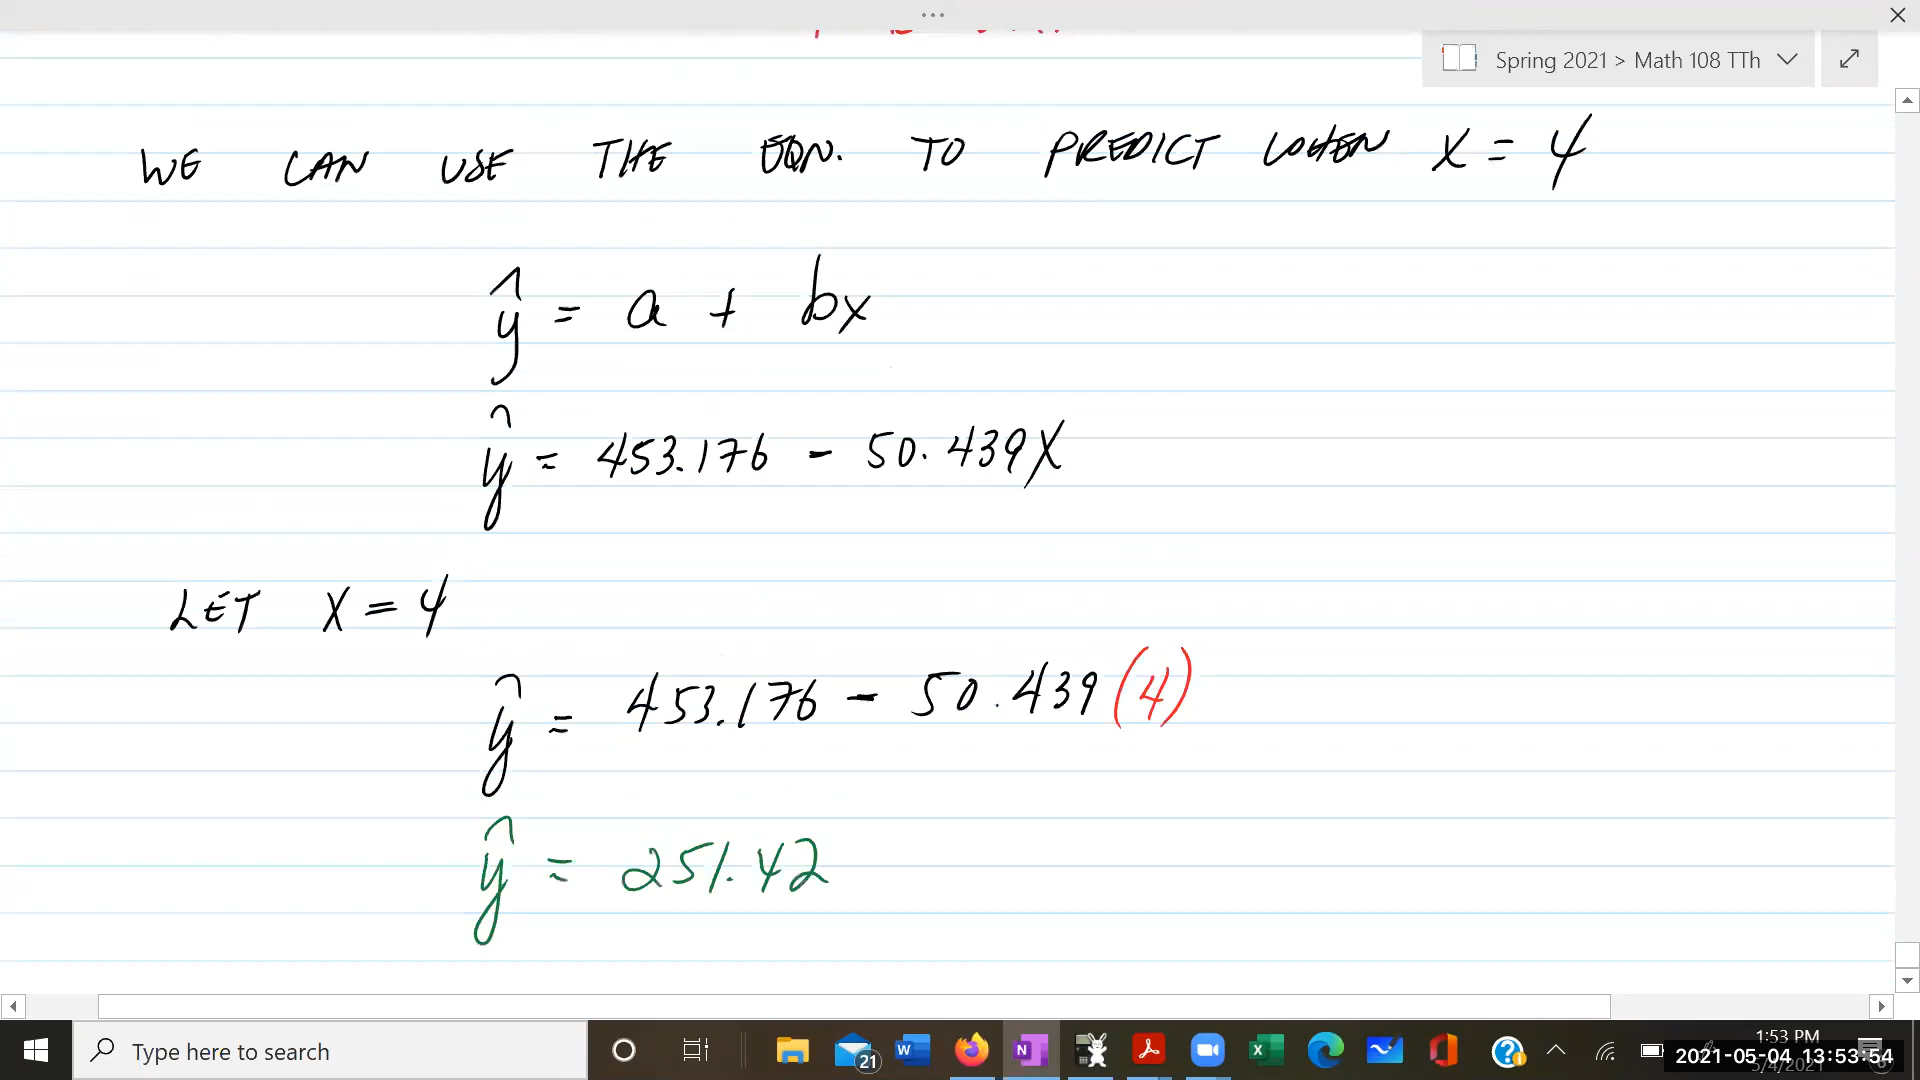 Spring 2021 > Math 108 TTh
WE CAN USE THE EQN. TO PREDICT WHEN X = 4
ŷ = a + bx
ŷ ≈ 453.176 - 50.439X
LET X = 4
ŷ ≈ 453.176 - 50.439(4)
ŷ ≈ 251.42
Type here to search
21
1:53 PM
2021-05-04 13:53:54